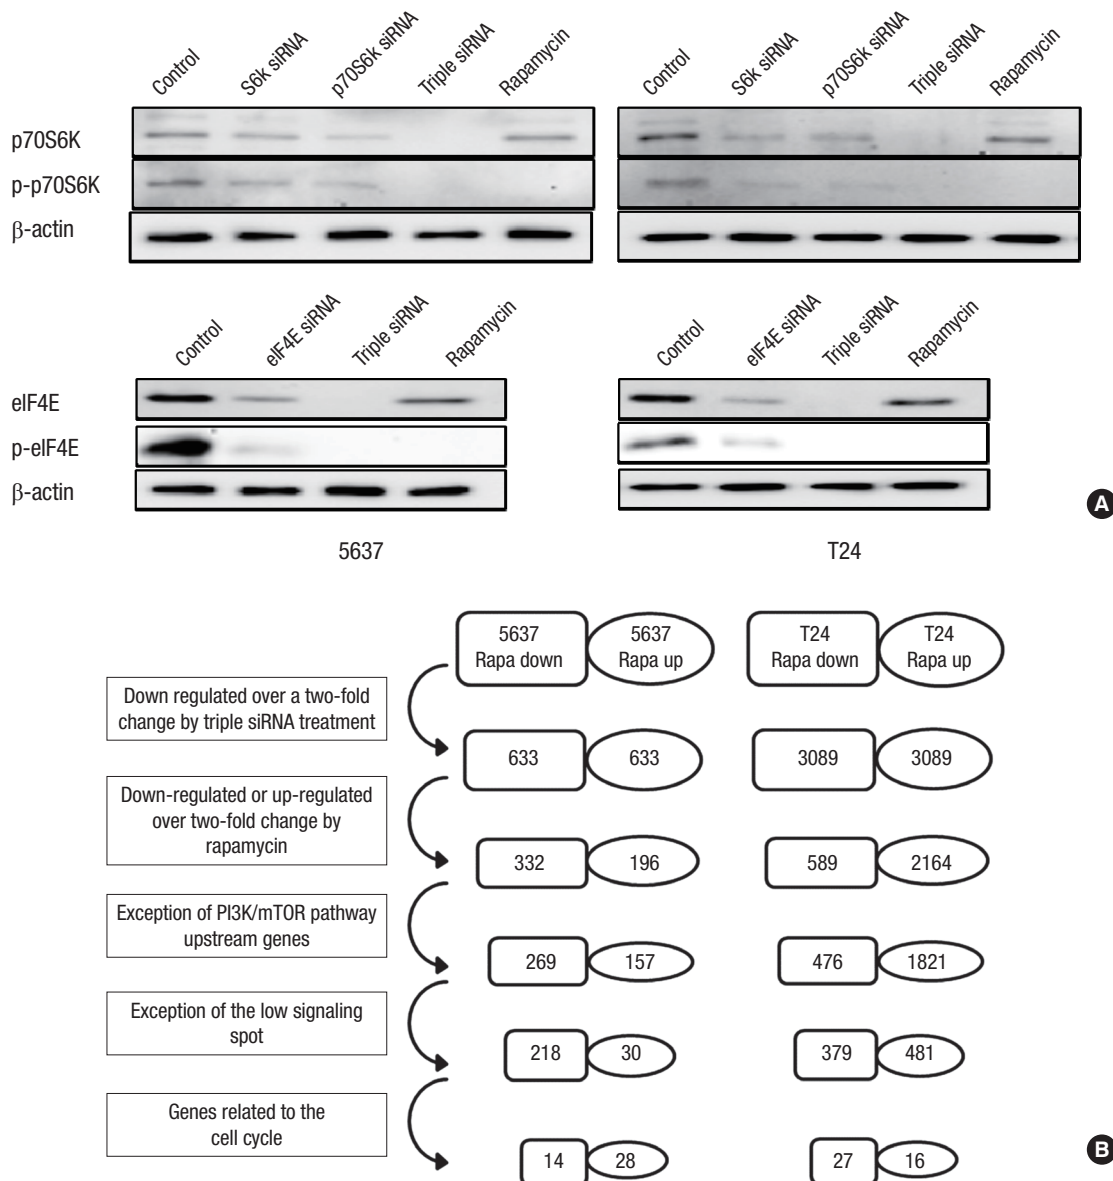 Control S6k siRNA p70S6k siRNA Triple siRNA Rapamycin
Control S6k siRNA p70S6k siRNA Triple siRNA Rapamycin
p70S6K
p-p70S6K
β-actin
Control eIF4E siRNA Triple siRNA Rapamycin
Control eIF4E siRNA Triple siRNA Rapamycin
eIF4E
p-eIF4E
β-actin
A
5637 T24
5637
Rapa down
5637
Rapa up
T24
Rapa down
T24
Rapa up
Down regulated over a two-fold
change by triple siRNA treatment
633 633 3089 3089
Down-regulated or up-regulated
over two-fold change by
rapamycin
332 196 589 2164
Exception of PI3K/mTOR pathway
upstream genes
269 157 476 1821
Exception of the low signaling
spot
218 30 379 481
Genes related to the
cell cycle
14 28 27 16
B